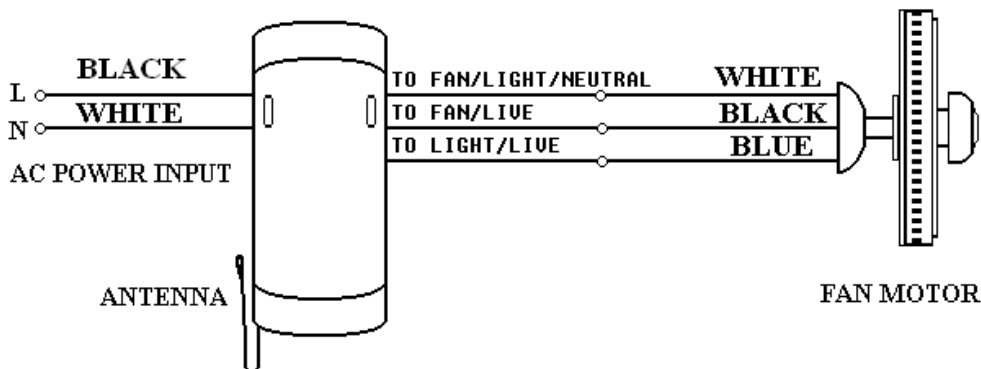 L BLACK
N WHITE
AC POWER INPUT
ANTENNA
TO FAN/LIGHT/NEUTRAL WHITE
TO FAN/LIVE BLACK
TO LIGHT/LIVE BLUE
FAN MOTOR